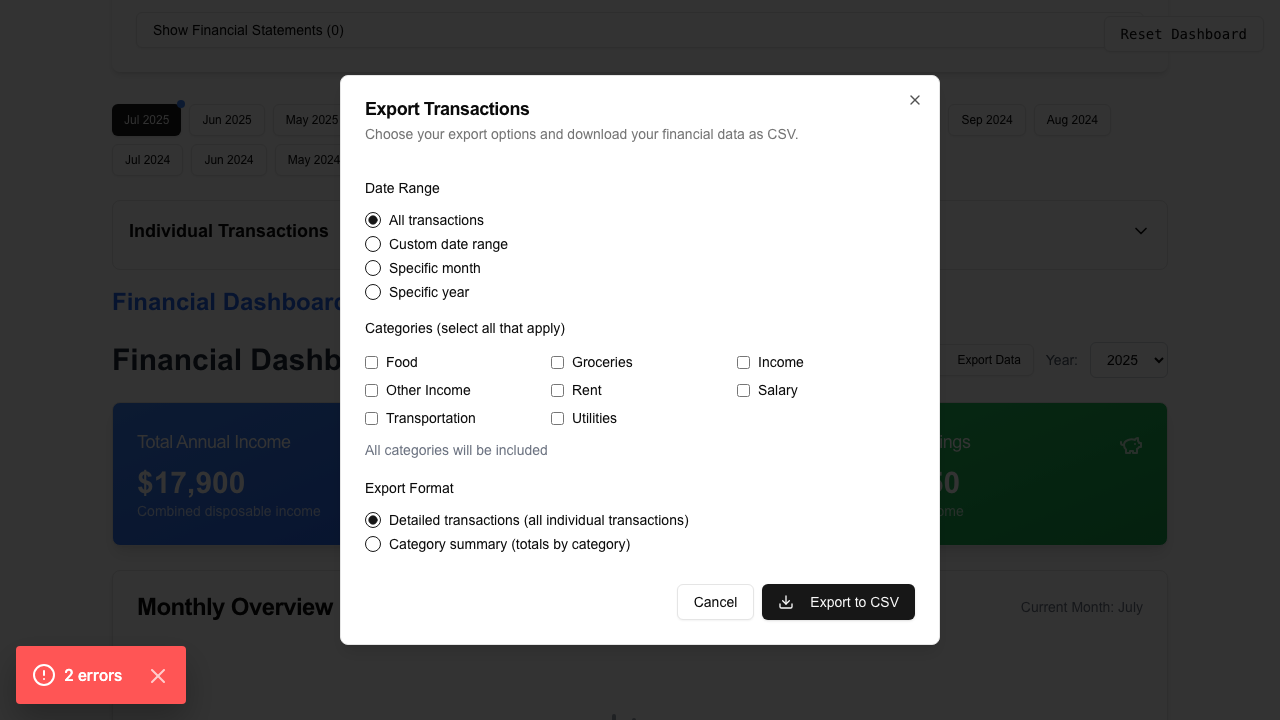 Show Financial Statements (0)
Reset Dashboard
Export Transactions
Choose your export options and download your financial data as CSV.
Jul 2025
Jun 2025
May 2025
Sep 2024
Aug 2024
Jul 2024
Jun 2024
May 2024
Date Range
All transactions
Custom date range
Specific month
Specific year
Individual Transactions
Financial Dashboard
Categories (select all that apply)
Food
Groceries
Income
Other Income
Rent
Salary
Transportation
Utilities
All categories will be included
Financial Dashb
Export Data
Year:
2025
Total Annual Income
$17,900
Combined disposable income
ngs
50
ome
Export Format
Detailed transactions (all individual transactions)
Category summary (totals by category)
Cancel
Export to CSV
Monthly Overview
Current Month: July
2 errors